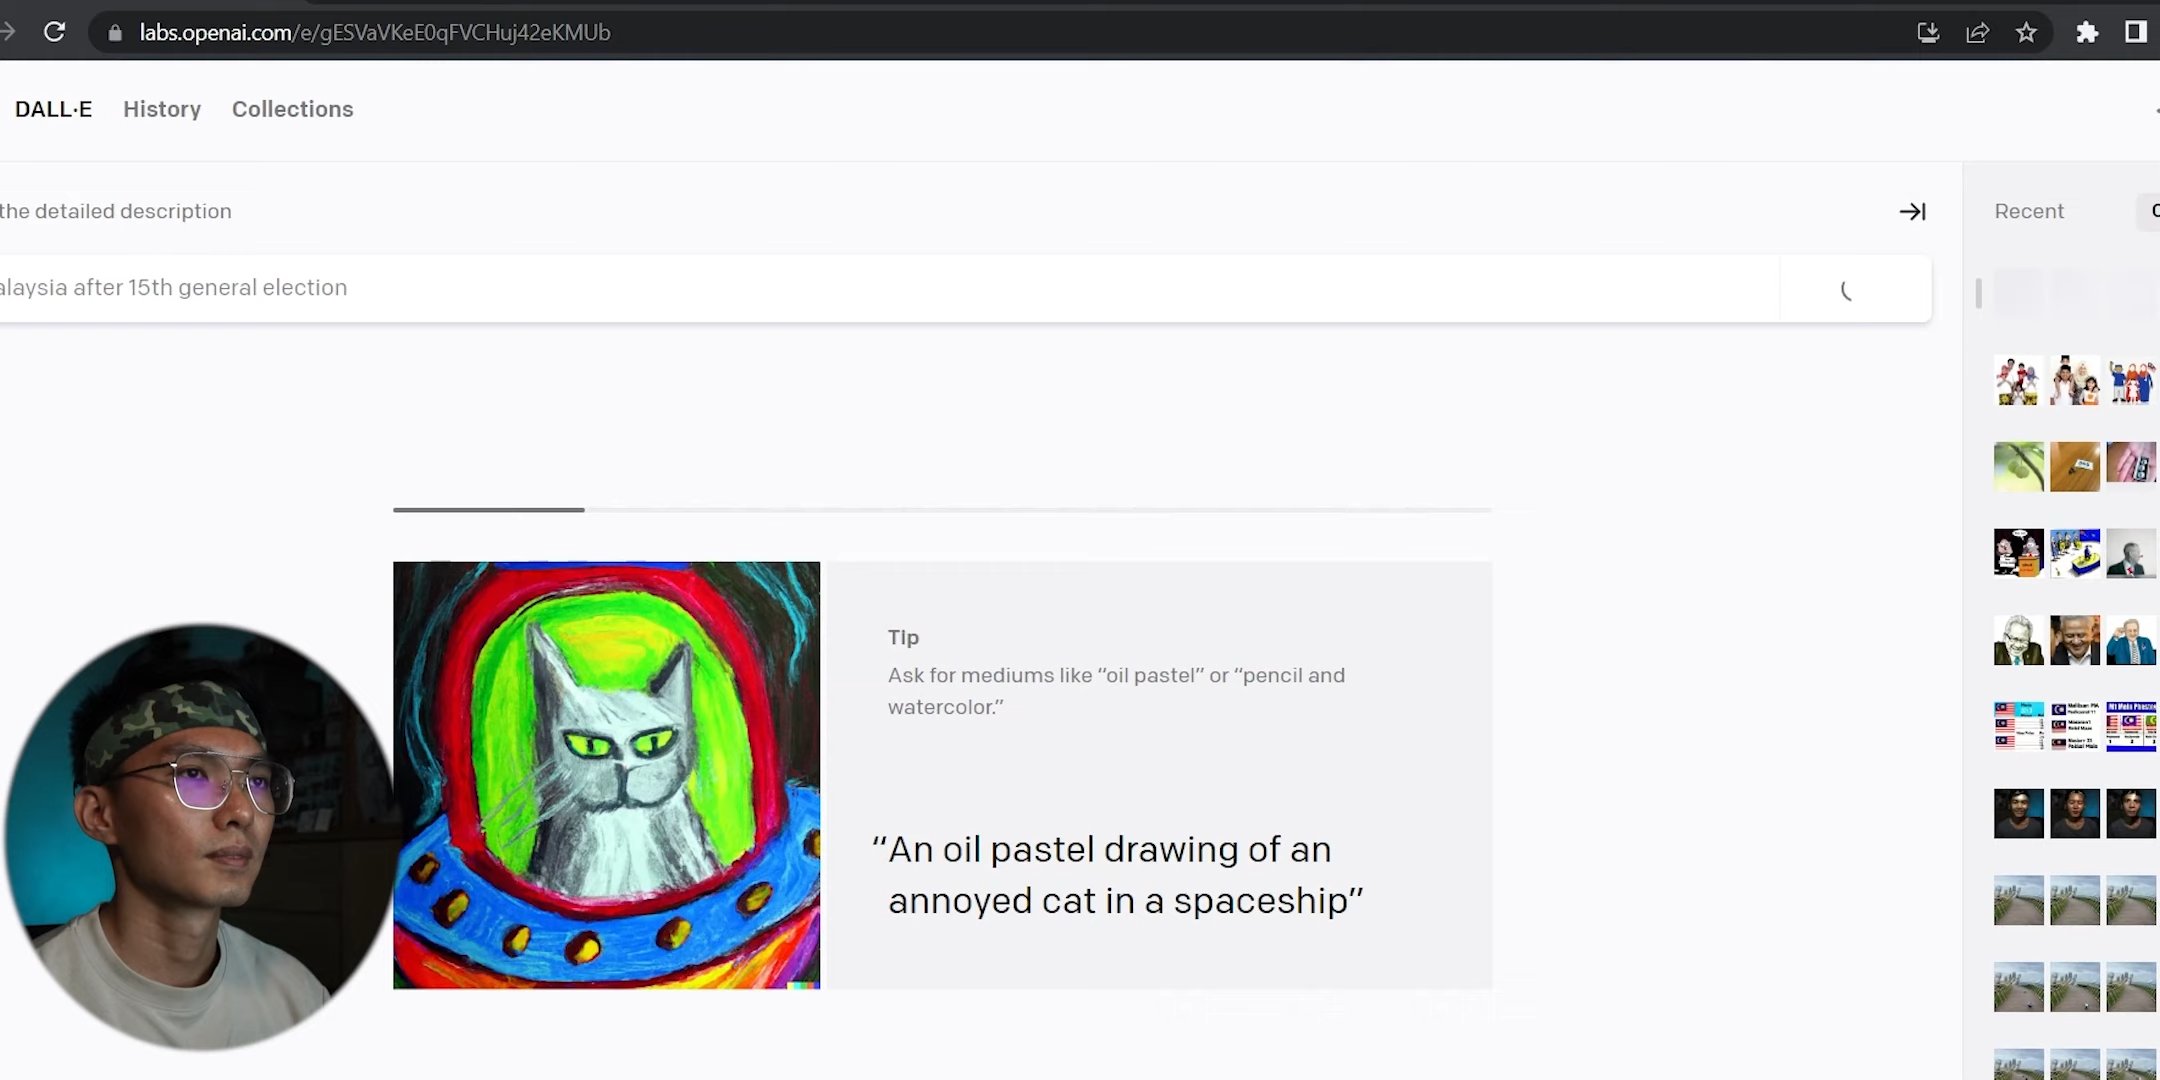 labs.openai.com/e/gESVaVKeE0qFVCHuj42eKMUb
DALL·E History Collections
the detailed description
Recent
alaysia after 15th general election
Tip
Ask for mediums like “oil pastel” or “pencil and
watercolor.”
“An oil pastel drawing of an
annoyed cat in a spaceship”